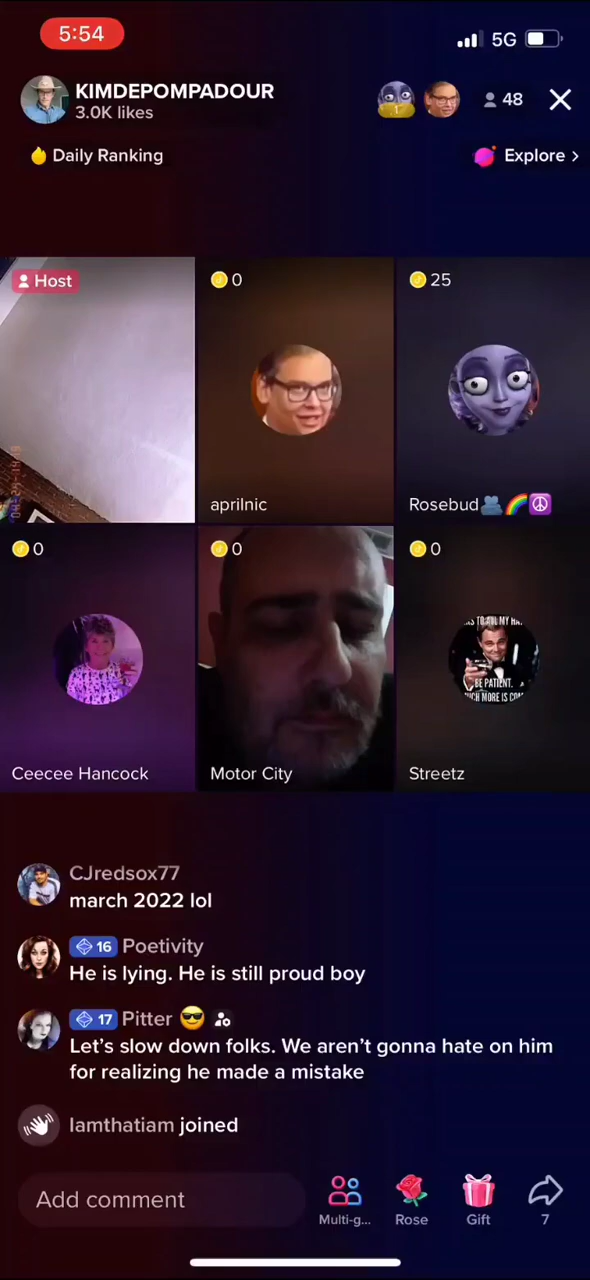 5:54
5G
KIMDEPOMPADOUR
3.0K likes
48
Daily Ranking
Explore >
Host
0
25
aprilnic
Rosebud
0
0
0
BE PATIENT.
Ceecee Hancock
Motor City
Streetz
CJredsox77
march 2022 lol
16 Poetivity
He is lying. He is still proud boy
17 Pitter
Let’s slow down folks. We aren’t gonna hate on him
for realizing he made a mistake
Iamthatiam joined
Add comment
Multi-g...
Rose
Gift
7